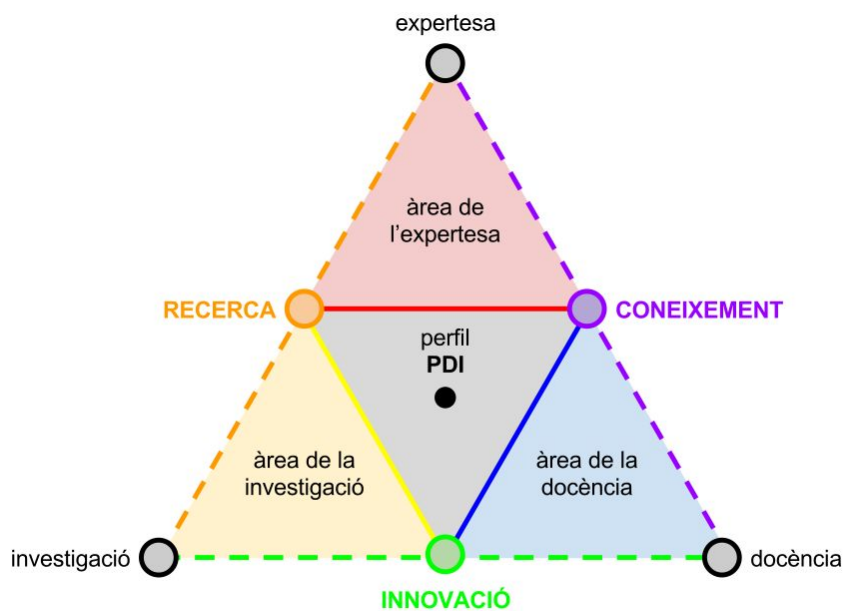 expertesa
àrea de
l'expertesa
RECERCA
CONEIXEMENT
perfil
PDI
àrea de la
investigació
àrea de la
docència
investigació
docència
INNOVACIÓ